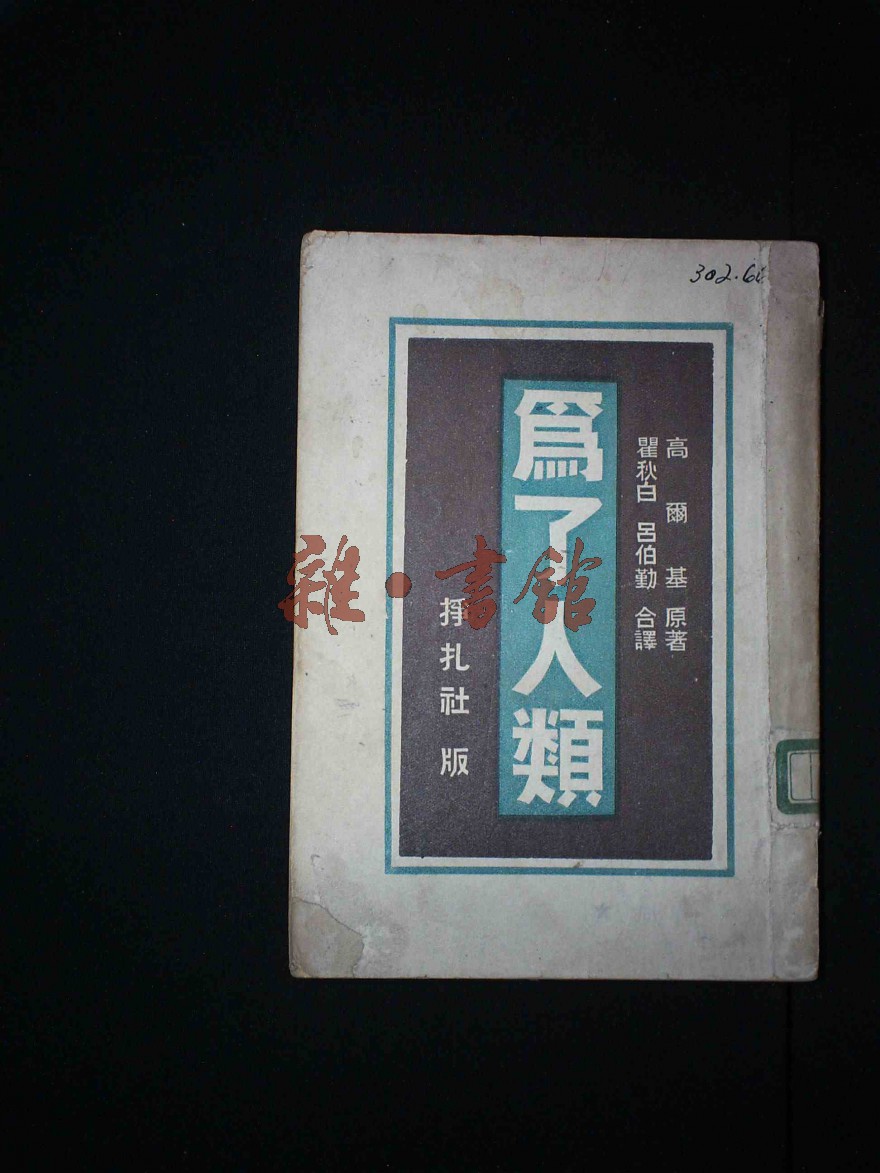 302.6
高爾基 原著
瞿秋白 呂伯勤 合譯
爲了人類
掙扎社 版
雜·書館